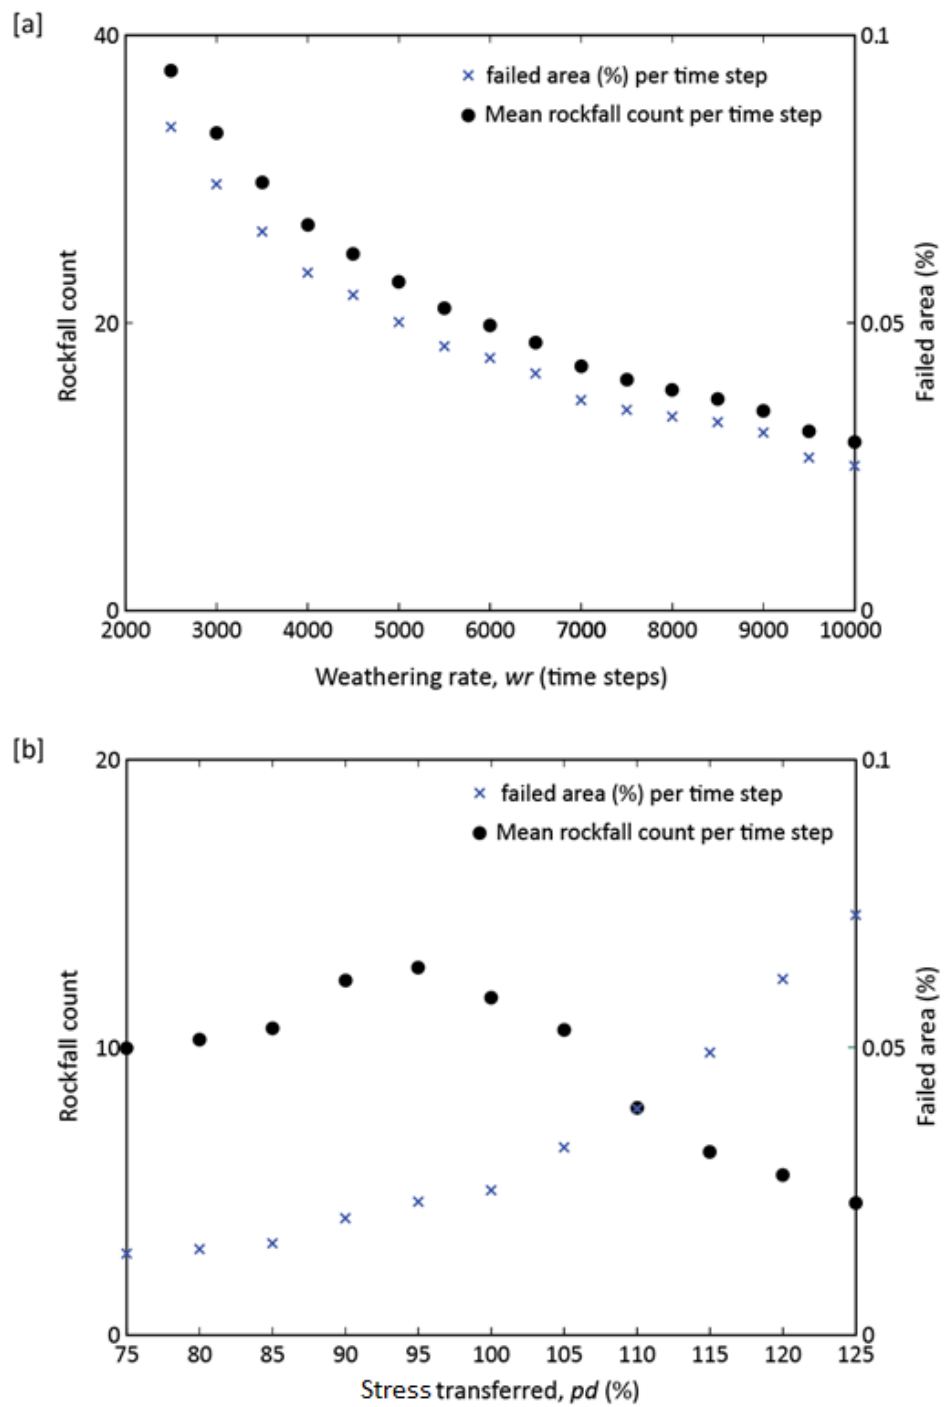 [a]
40
0.1
failed area (%) per time step
Mean rockfall count per time step
Rockfall count
Failed area (%)
20
0.05
0
0
2000 3000 4000 5000 6000 7000 8000 9000 10000
Weathering rate, wr (time steps)
[b]
20
0.1
failed area (%) per time step
Mean rockfall count per time step
Rockfall count
Failed area (%)
10
0.05
0
0
75 80 85 90 95 100 105 110 115 120 125
Stress transferred, pd (%)